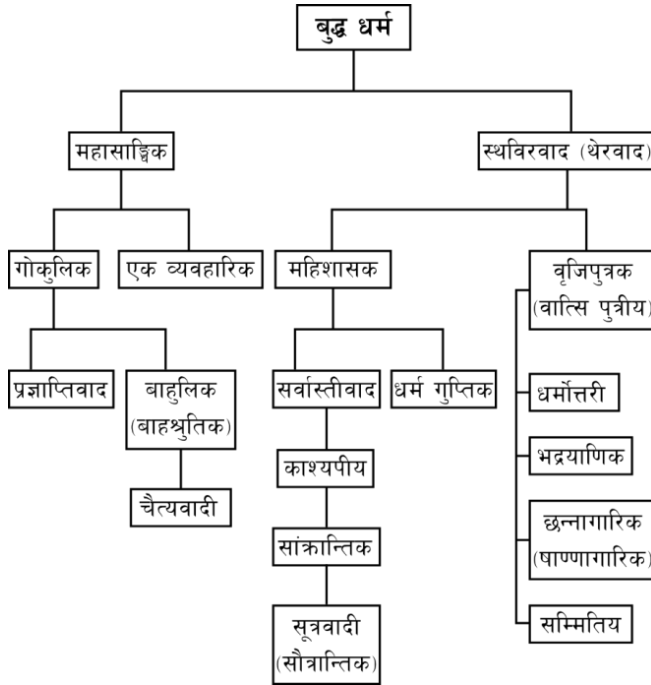 बुद्ध धर्म
महासाङ्घिक
स्थविरवाद (थेरवाद)
गोकुलिक
एक व्यवहारिक
महिशासक
वृजिपुत्रक
(वात्सि पुत्रीय)
प्रज्ञाप्तिवाद
बाहुलिक
(बाहश्रुतिक)
सर्वास्तीवाद
धर्म गुप्तिक
धर्मोत्तरी
काश्यपीय
भद्रयाणिक
चैत्यवादी
सांक्रान्तिक
छन्नागारिक
(षाण्णागारिक)
सूत्रवादी
(सौत्रान्तिक)
सम्मितिय